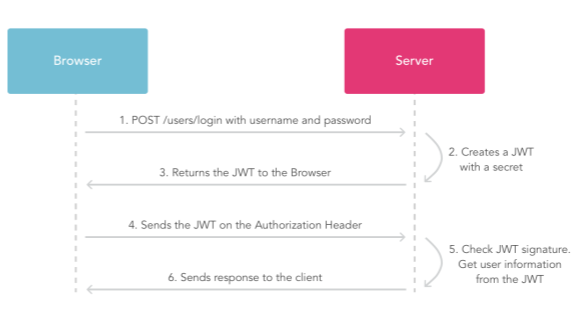 Browser
Server
1. POST /users/login with username and password
2. Creates a JWT
with a secret
3. Returns the JWT to the Browser
4. Sends the JWT on the Authorization Header
5. Check JWT signature.
Get user information
from the JWT
6. Sends response to the client